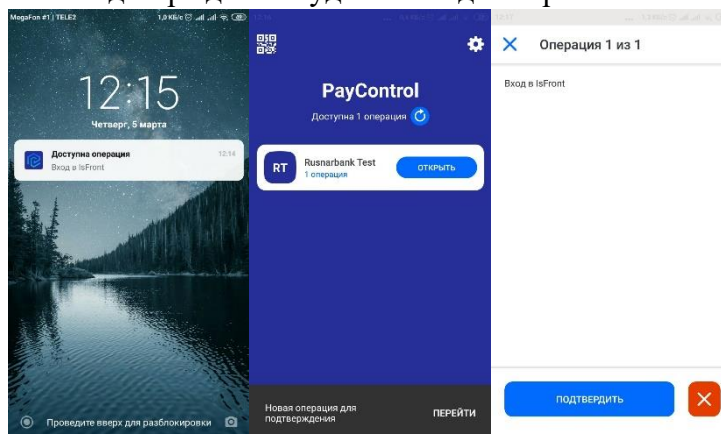 MegaFon #1 | TELE2
12:15
Четверг, 5 марта
Доступна операция
12:14
Вход в IsFront
Проведите вверх для разблокировки
PayControl
Доступна 1 операция
RT
Rusnarbank Test
1 операция
ОТКРЫТЬ
Новая операция для
подтверждения
ПЕРЕЙТИ
12:17
Операция 1 из 1
Вход в IsFront
ПОДТВЕРДИТЬ